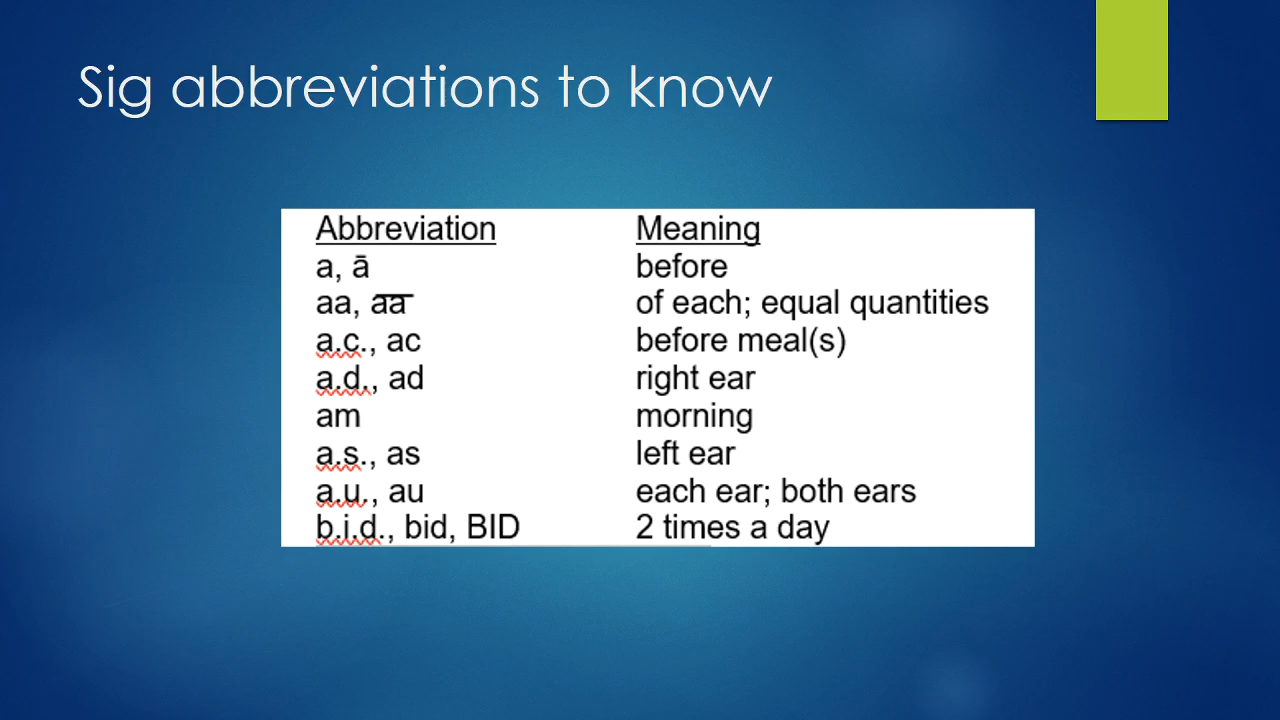 Sig abbreviations to know
Abbreviation Meaning
a, ā before
aa, a̅a̅ of each; equal quantities
a.c., ac before meal(s)
a.d., ad right ear
am morning
a.s., as left ear
a.u., au each ear; both ears
b.i.d., bid, BID 2 times a day